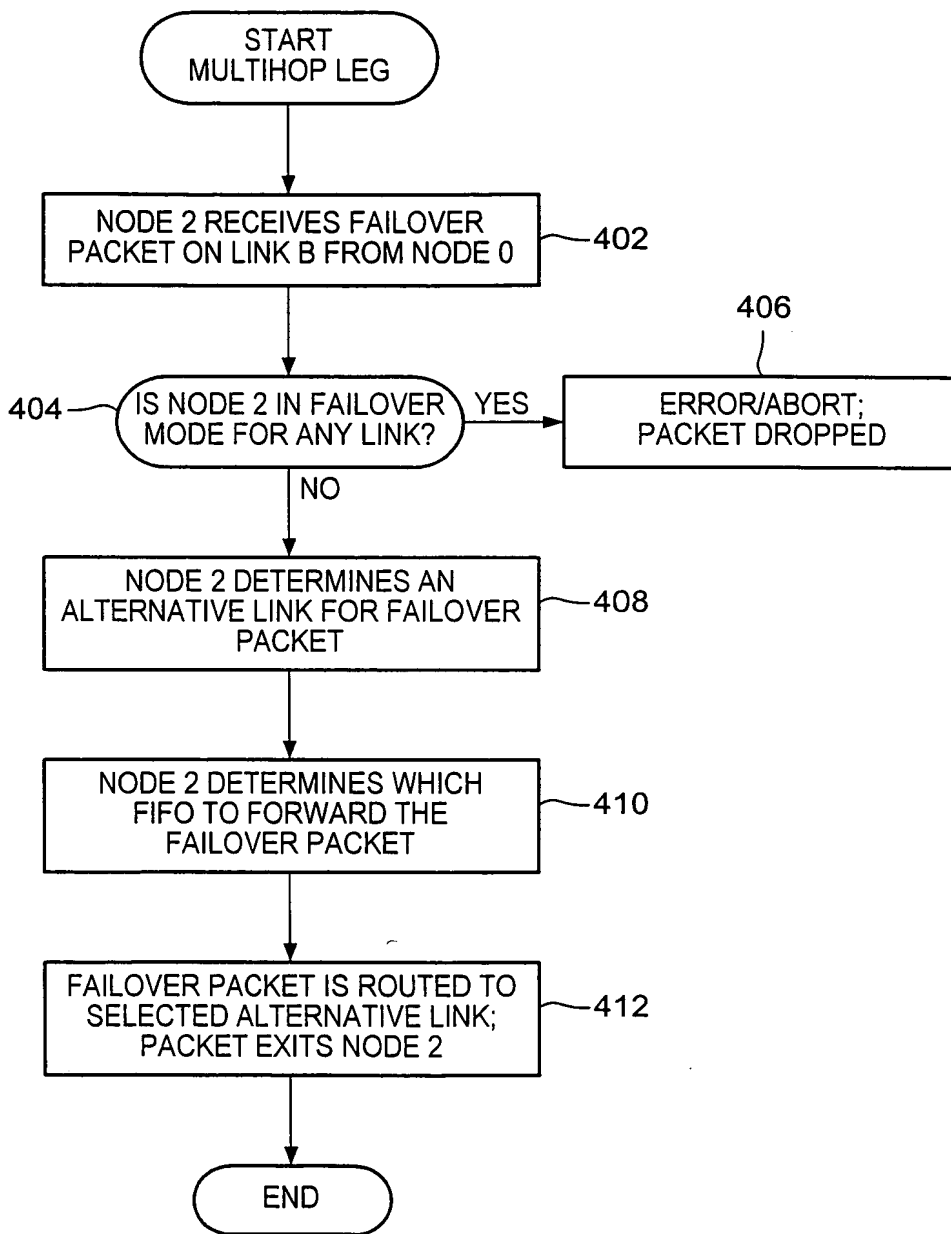 START
MULTIHOP LEG
NODE 2 RECEIVES FAILOVER
PACKET ON LINK B FROM NODE 0
402
406
404
IS NODE 2 IN FAILOVER
MODE FOR ANY LINK?
YES
ERROR/ABORT;
PACKET DROPPED
NO
NODE 2 DETERMINES AN
ALTERNATIVE LINK FOR FAILOVER
PACKET
408
NODE 2 DETERMINES WHICH
FIFO TO FORWARD THE
FAILOVER PACKET
410
FAILOVER PACKET IS ROUTED TO
SELECTED ALTERNATIVE LINK;
PACKET EXITS NODE 2
412
END